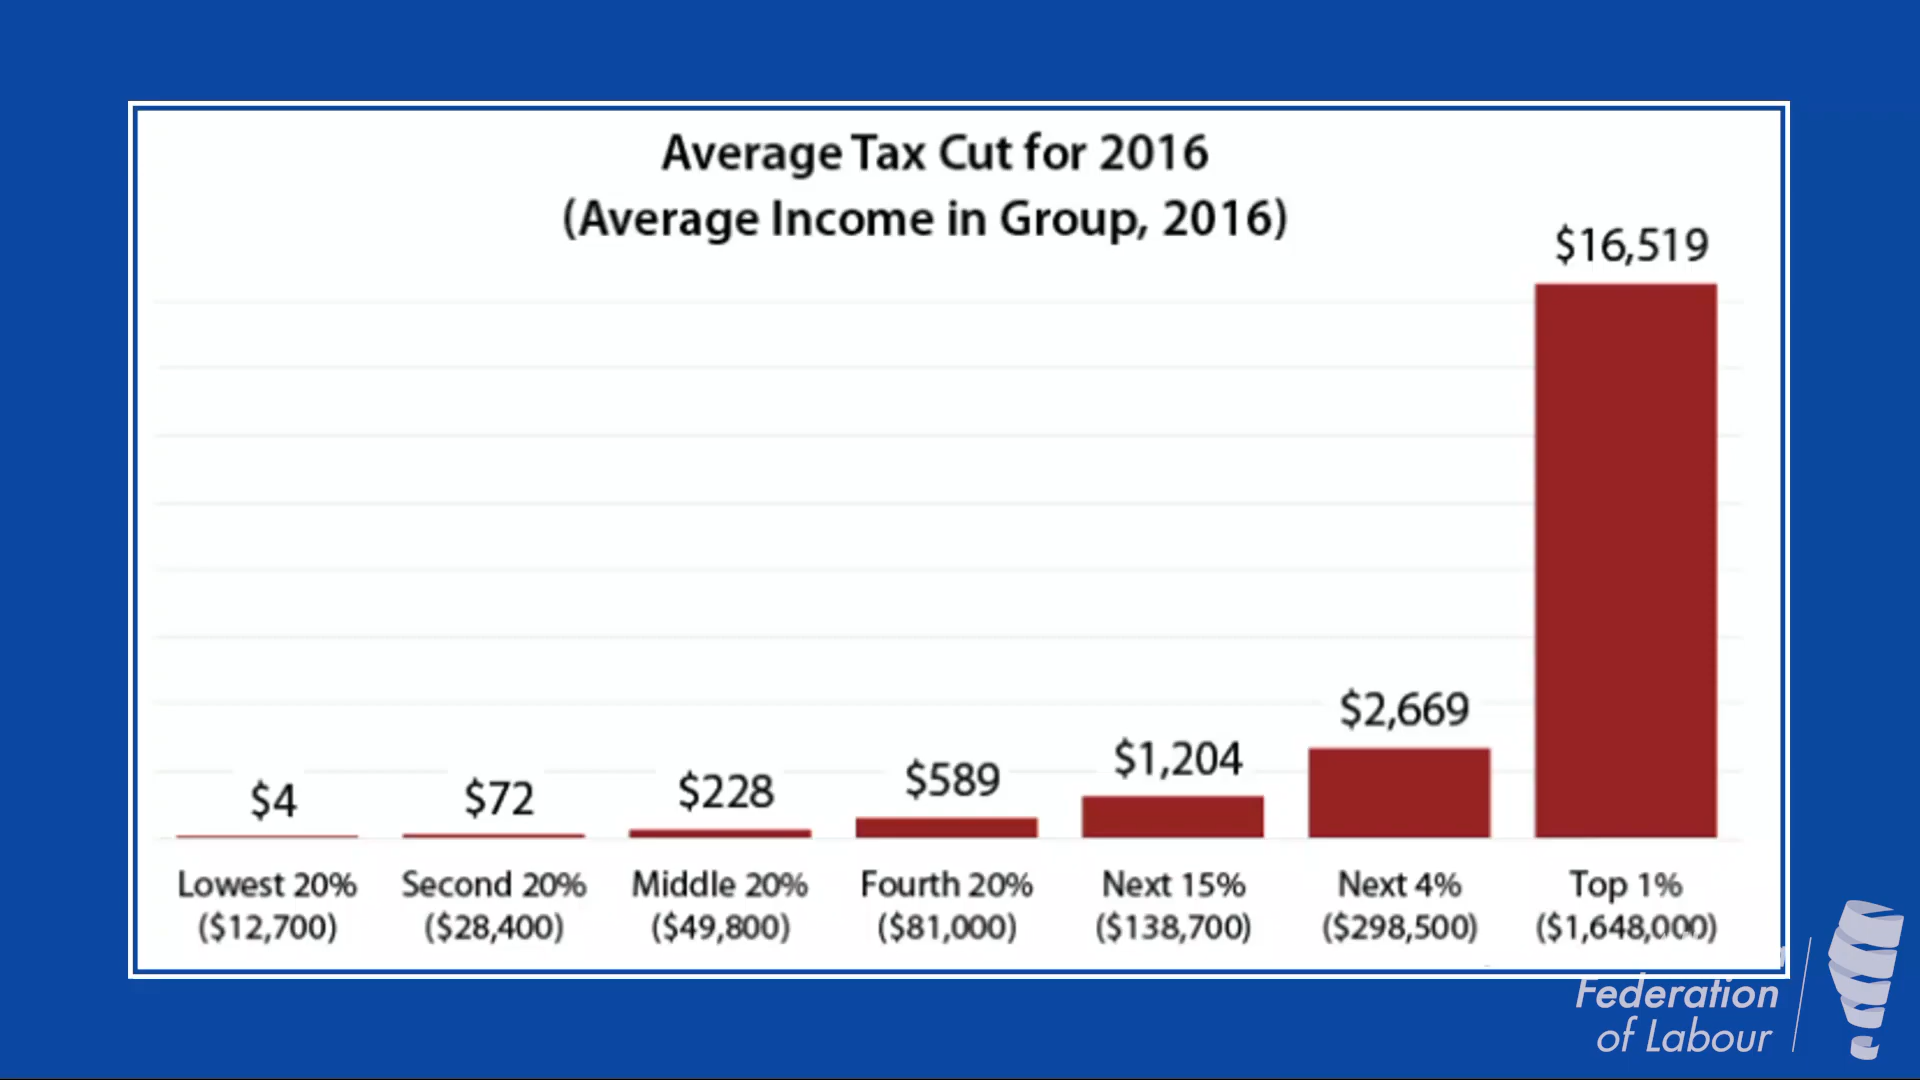 Average Tax Cut for 2016
(Average Income in Group, 2016)
$16,519
$2,669
$1,204
$589
$228
$72
$4
Lowest 20% Second 20% Middle 20% Fourth 20% Next 15% Next 4% Top 1%
($12,700) ($28,400) ($49,800) ($81,000) ($138,700) ($298,500) ($1,648,000)
Federation
of Labour